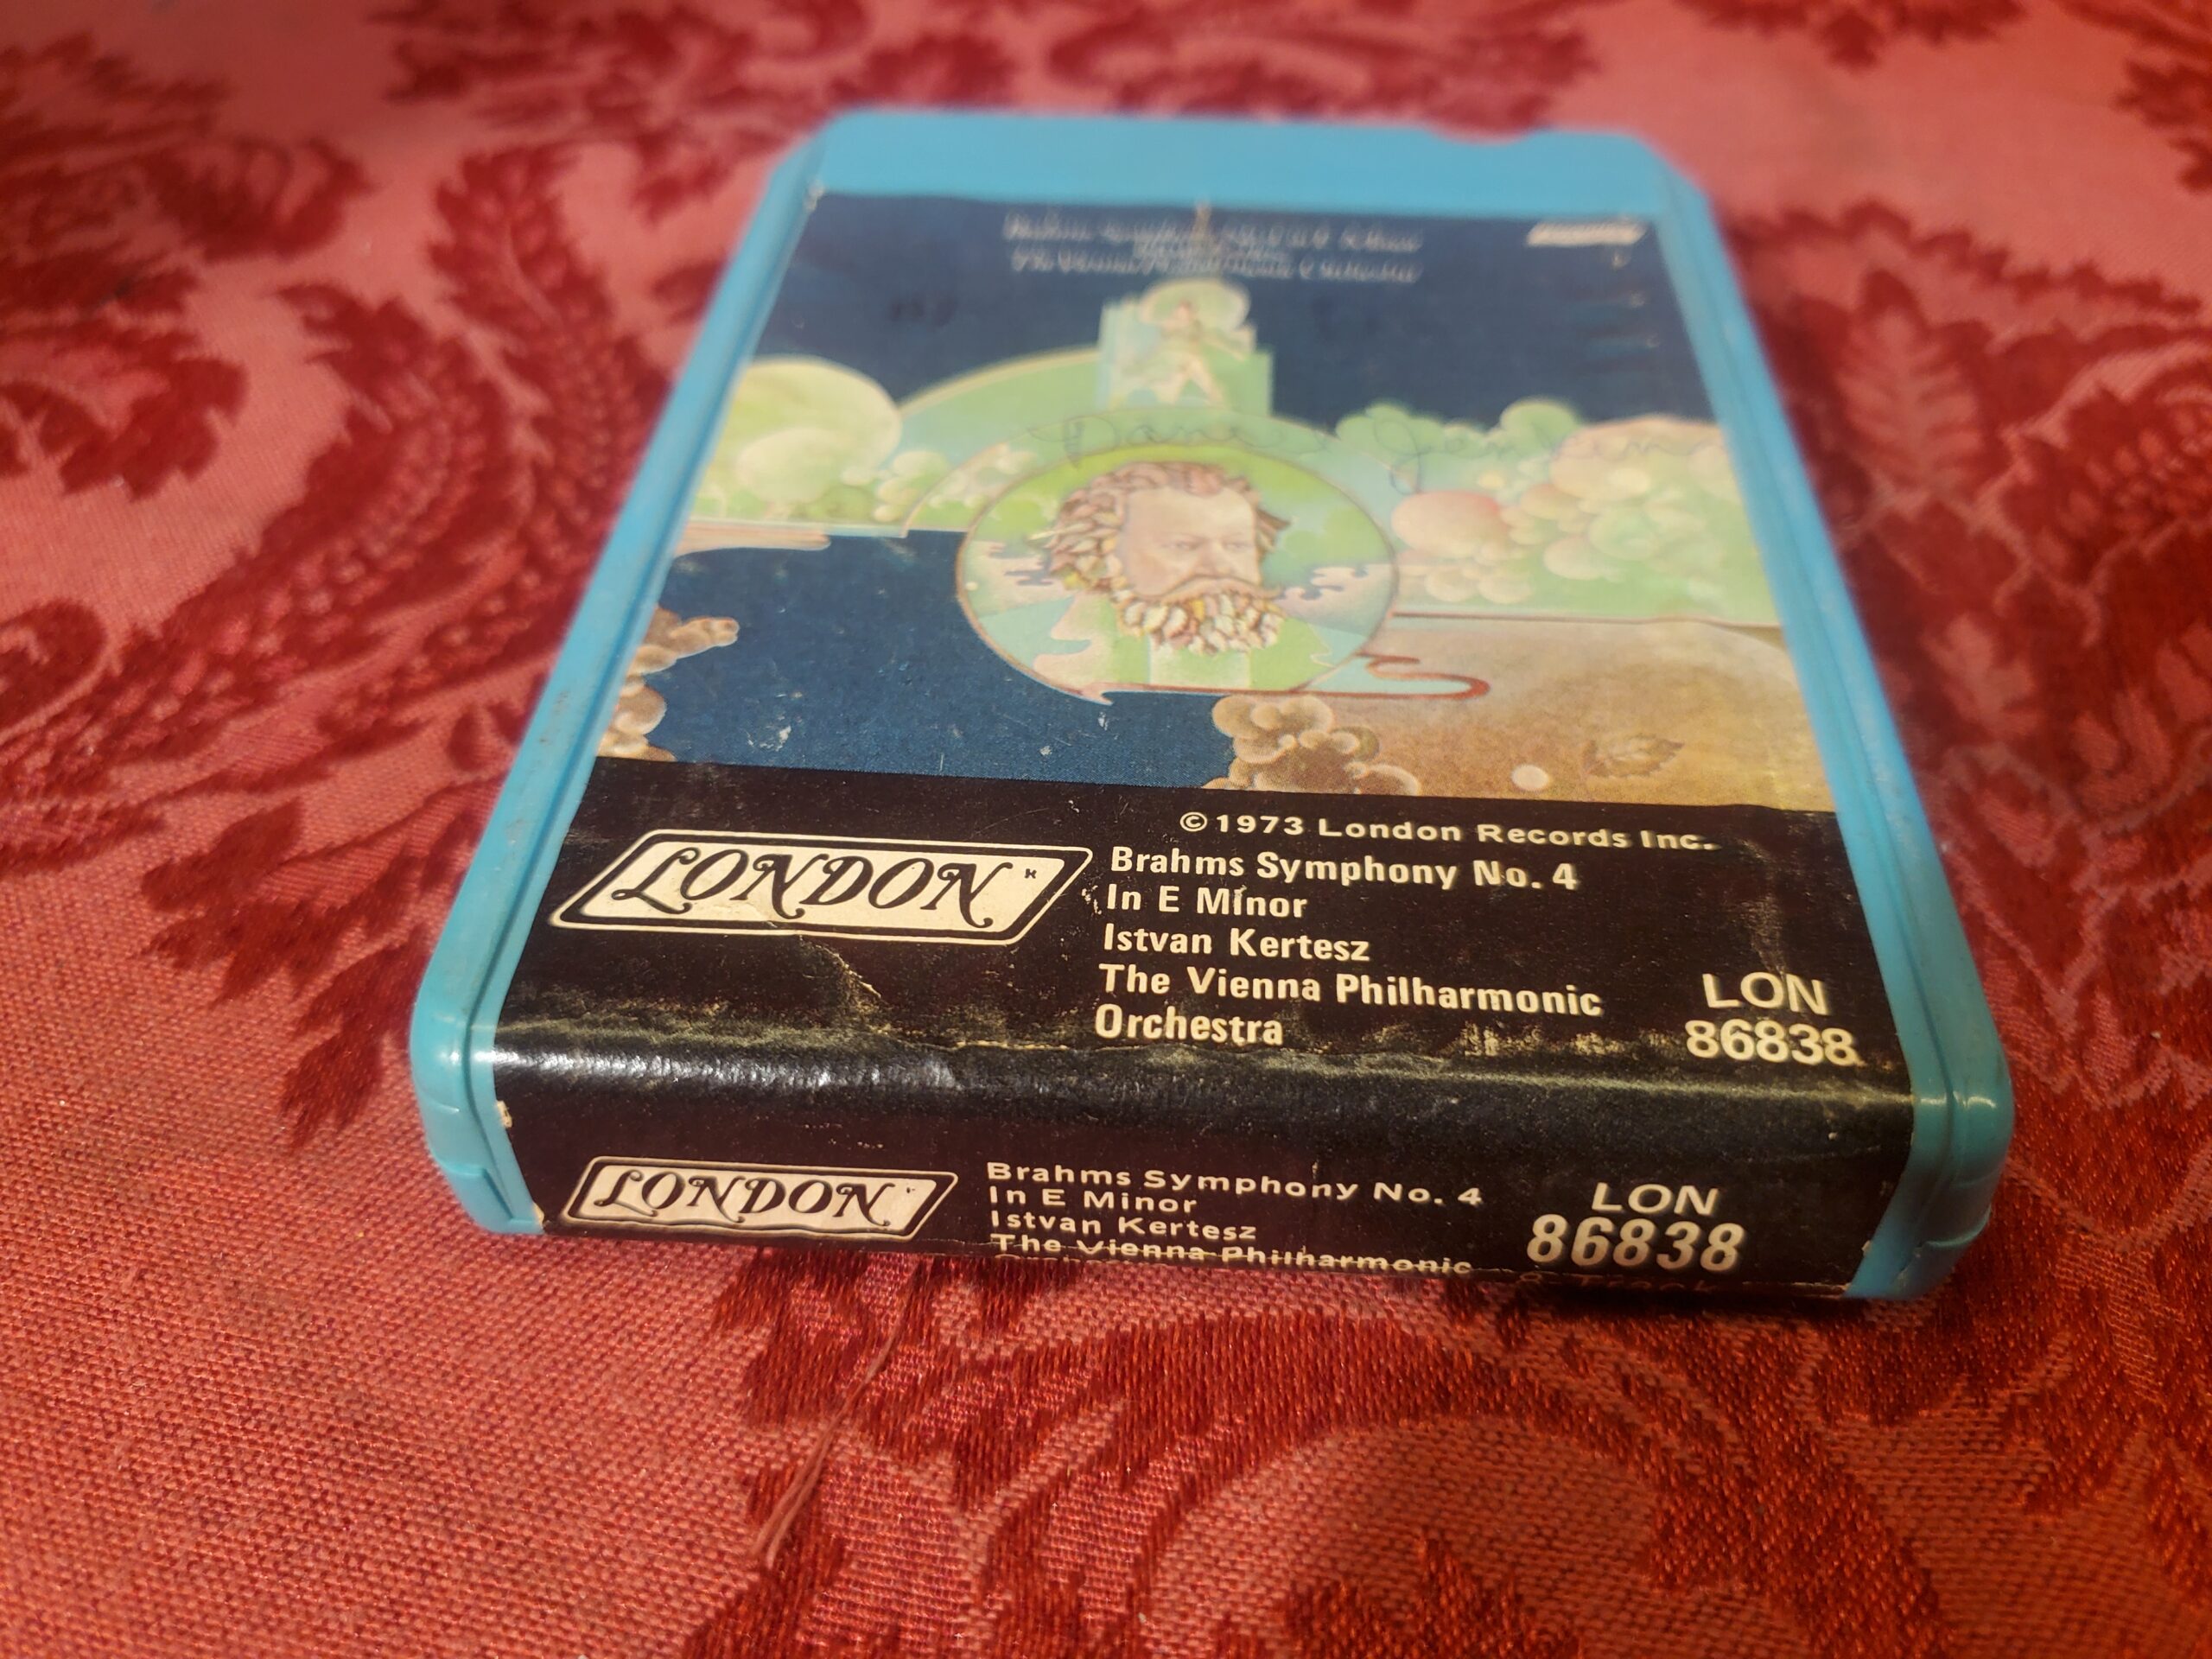 © 1973 London Records Inc.
LONDON
Brahms Symphony No. 4
In E Minor
Istvan Kertesz
The Vienna Philharmonic
Orchestra
LON
86838
LONDON
Brahms Symphony No. 4
In E Minor
Istvan Kertesz
The Vienna Philharmonic
LON
86838